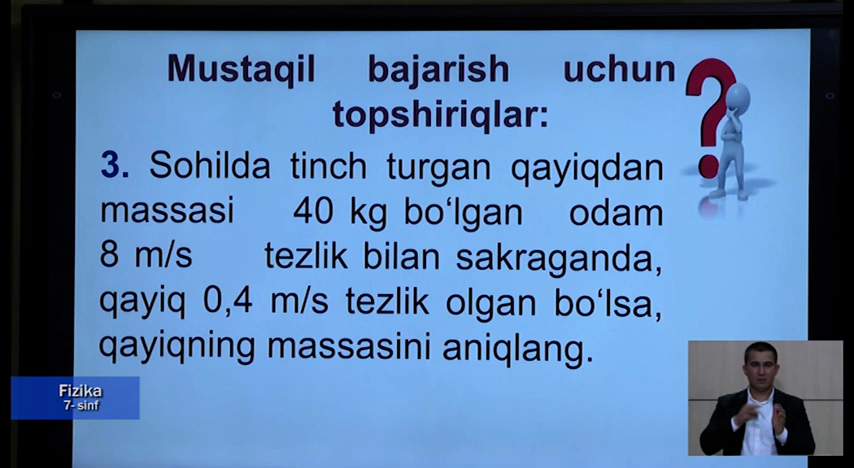 Mustaqil bajarish uchun
topshiriqlar:
3. Sohilda tinch turgan qayiqdan
massasi 40 kg bo‘lgan odam
8 m/s tezlik bilan sakraganda,
qayiq 0,4 m/s tezlik olgan bo‘lsa,
qayiqning massasini aniqlang.
Fizika
7- sinf